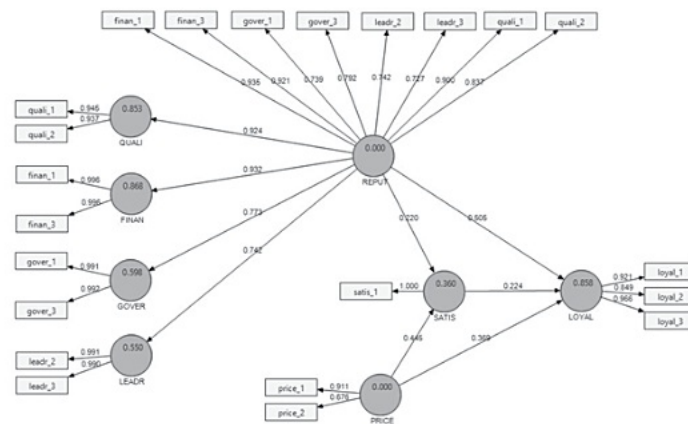 finan_1
finan_3
gover_1
gover_3
leadr_2
leadr_3
quali_1
quali_2
0.935
0.921
0.739
0.792
0.742
0.727
0.900
0.837
quali_1
quali_2
0.946
0.937
0.853
QUALI
0.924
0.000
REPUT
finan_1
finan_3
0.996
0.996
0.868
FINAN
0.932
gover_1
gover_3
0.991
0.992
0.598
GOVER
0.773
leadr_2
leadr_3
0.991
0.990
0.550
LEADR
0.742
0.220
0.505
satis_1
1.000
0.360
SATIS
0.224
0.858
LOYAL
loyal_1
loyal_2
loyal_3
0.921
0.849
0.966
0.445
0.369
price_1
price_2
0.911
0.676
0.000
PRICE